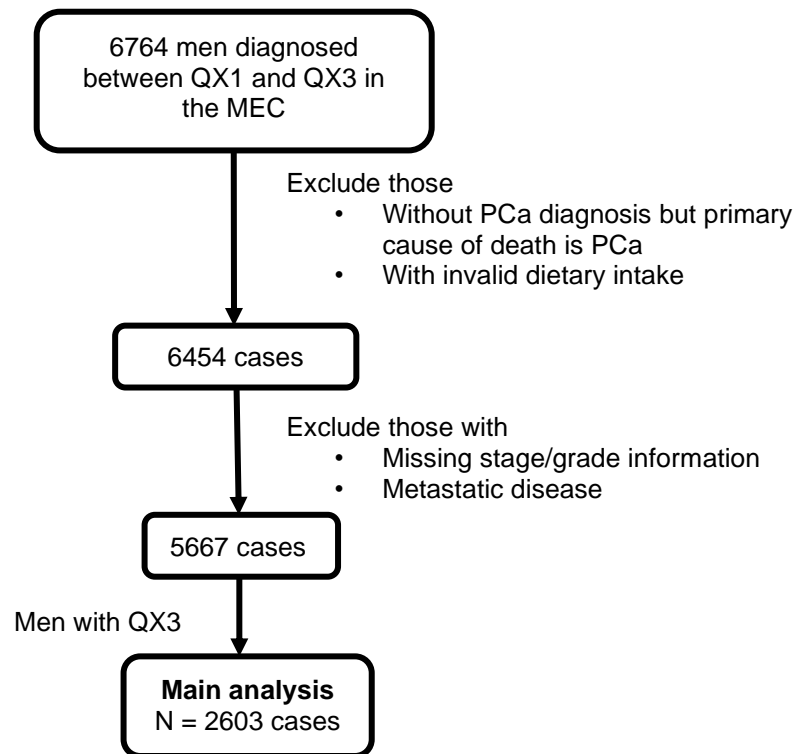 6764 men diagnosed
between QX1 and QX3 in
the MEC
Exclude those
• Without PCa diagnosis but primary
cause of death is PCa
• With invalid dietary intake
6454 cases
Exclude those with
• Missing stage/grade information
• Metastatic disease
5667 cases
Men with QX3
Main analysis
N = 2603 cases